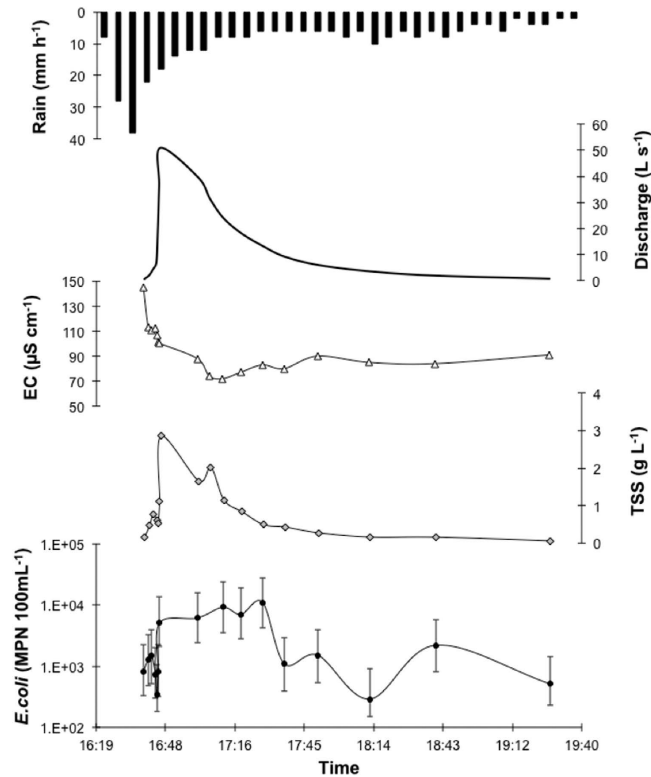 0
10
20
30
40
Rain (mm h-1)
60
50
40
30
20
10
0
Discharge (L s-1)
150
130
110
90
70
50
EC (µS cm-1)
4
3
2
1
0
TSS (g L-1)
1.E+05
1.E+04
1.E+03
1.E+02
E.coli (MPN 100mL-1)
16:19 16:48 17:16 17:45 18:14 18:43 19:12 19:40
Time